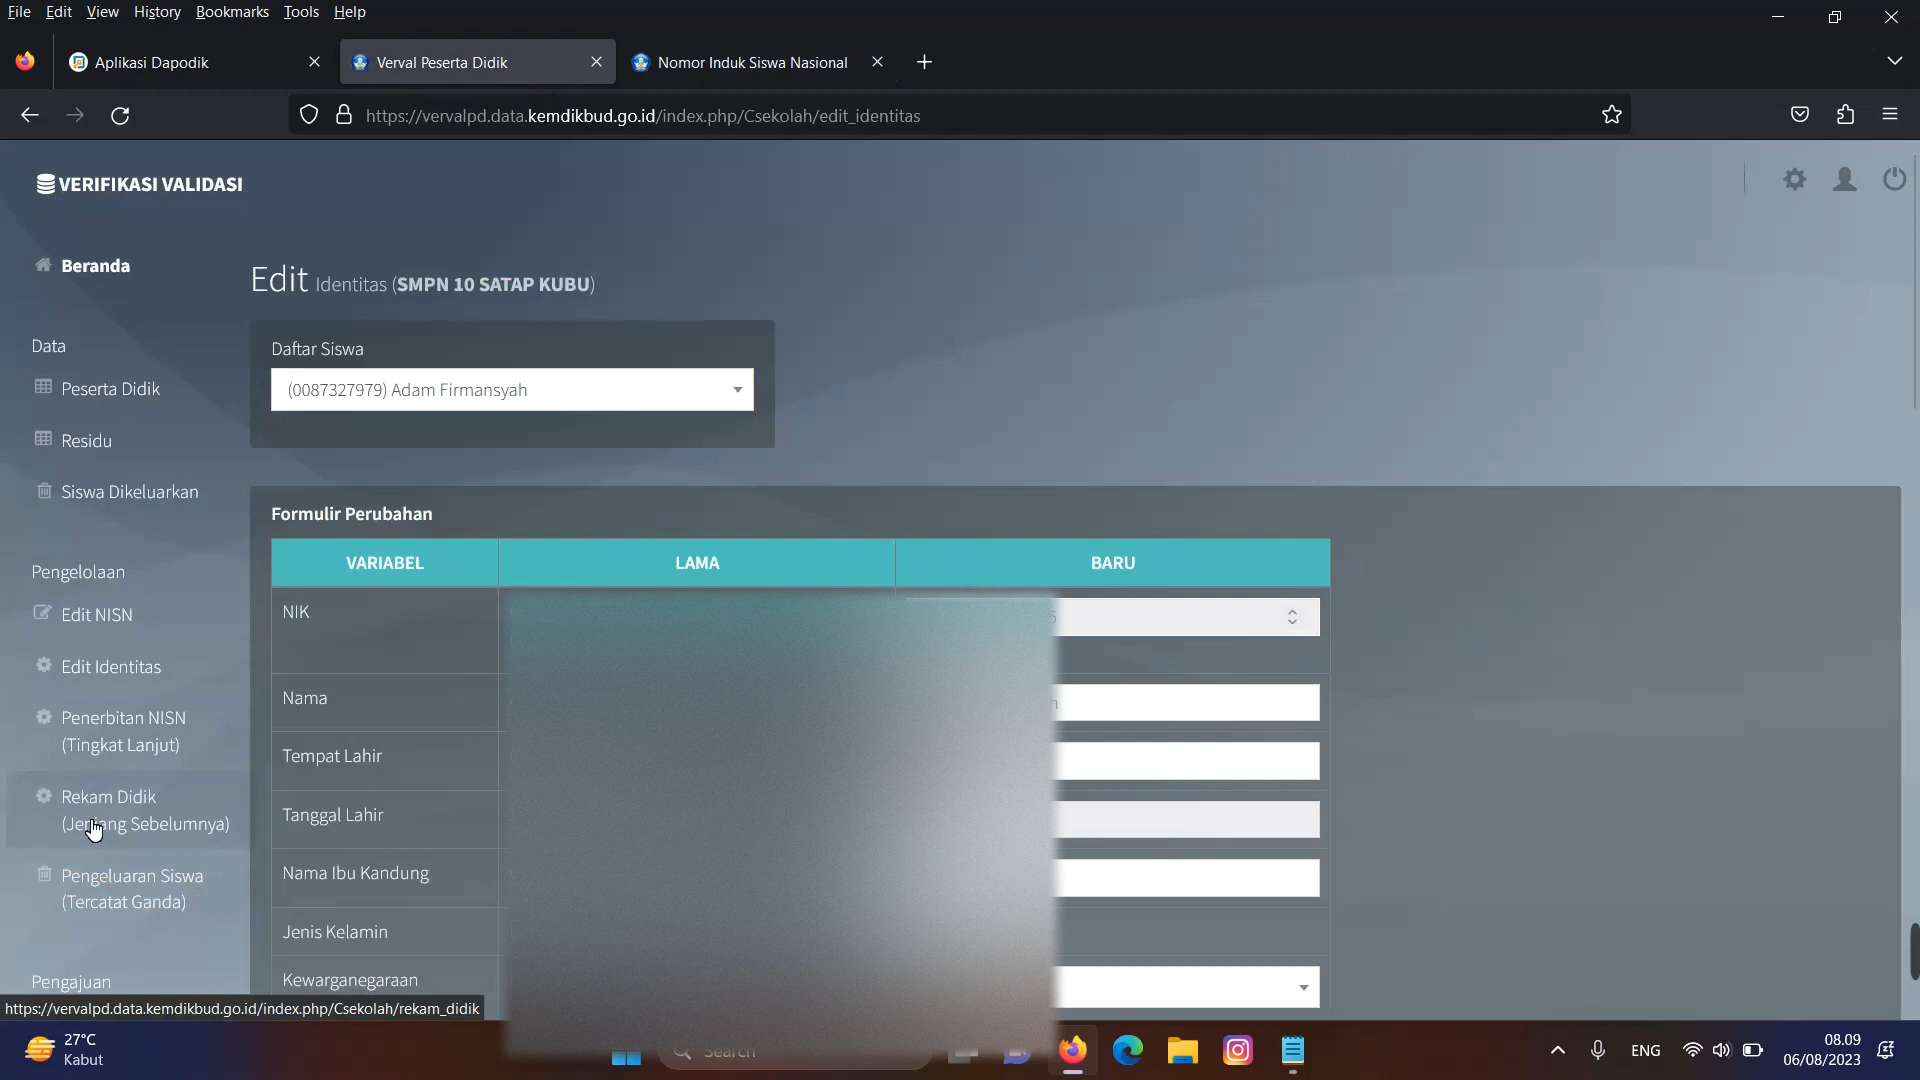 File Edit View History Bookmarks Tools Help
Aplikasi Dapodik
Verval Peserta Didik
Nomor Induk Siswa Nasional
https://vervalpd.data.kemdikbud.go.id/index.php/Csekolah/edit_identitas
VERIFIKASI VALIDASI
Beranda
Data
Peserta Didik
Residu
Siswa Dikeluarkan
Pengelolaan
Edit NISN
Edit Identitas
Penerbitan NISN
(Tingkat Lanjut)
Rekam Didik
(Jenjang Sebelumnya)
Pengeluaran Siswa
(Tercatat Ganda)
Pengajuan
https://vervalpd.data.kemdikbud.go.id/index.php/Csekolah/rekam_didik
Edit Identitas (SMPN 10 SATAP KUBU)
Daftar Siswa
(0087327979) Adam Firmansyah
Formulir Perubahan
VARIABEL LAMA BARU
NIK
Nama
Tempat Lahir
Tanggal Lahir
Nama Ibu Kandung
Jenis Kelamin
Kewarganegaraan
27°C
Kabut
Search
ENG
08.09
06/08/2023